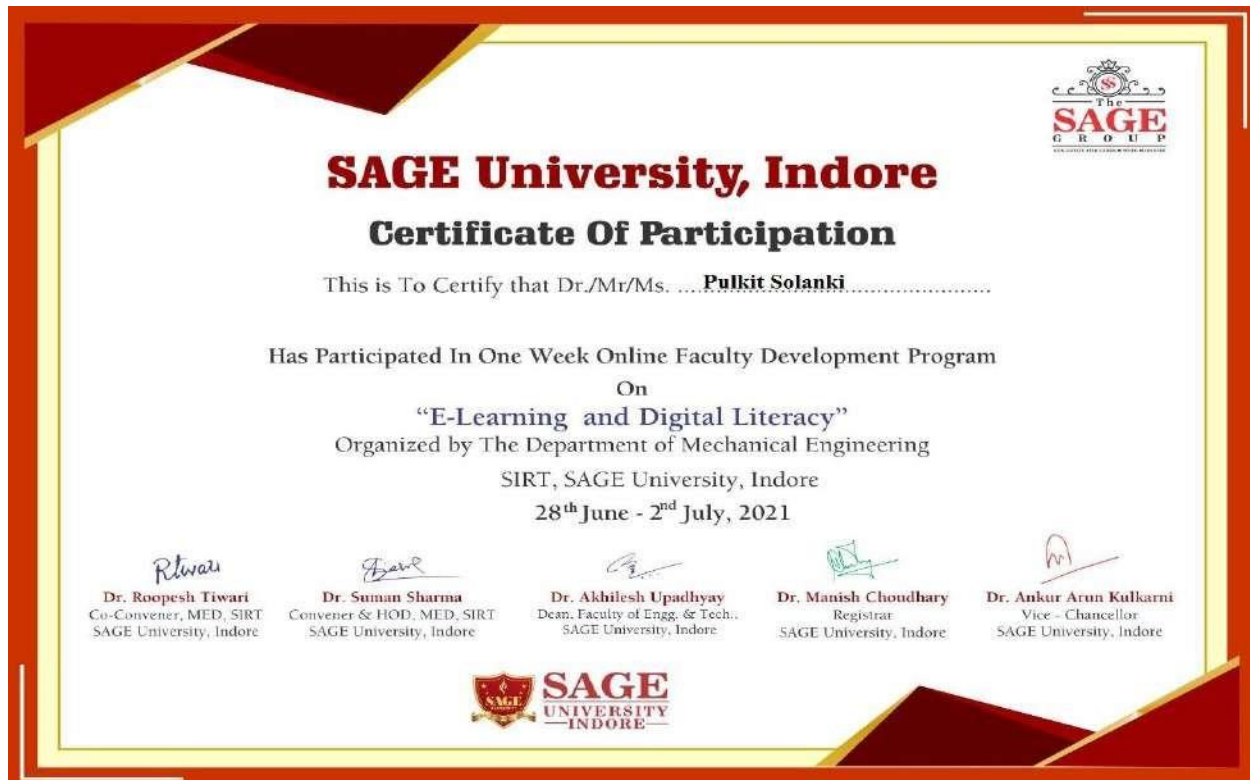 SS
The
SAGE
GROUP
SAGE University, Indore
Certificate Of Participation
This is To Certify that Dr./Mr/Ms. ....Pulkit Solanki..............................
Has Participated In One Week Online Faculty Development Program
On
“E-Learning and Digital Literacy”
Organized by The Department of Mechanical Engineering
SIRT, SAGE University, Indore
28th June - 2nd July, 2021
Rtwari
Dr. Roopesh Tiwari
Co-Convener, MED, SIRT
SAGE University, Indore
Dr. Suman Sharma
Convener & HOD, MED, SIRT
SAGE University, Indore
Dr. Akhilesh Upadhyay
Dean, Faculty of Engg. & Tech..
SAGE University, Indore
Dr. Manish Choudhary
Registrar
SAGE University, Indore
Dr. Ankur Arun Kulkarni
Vice - Chancellor
SAGE University, Indore
SAGE
SAGE
UNIVERSITY
INDORE